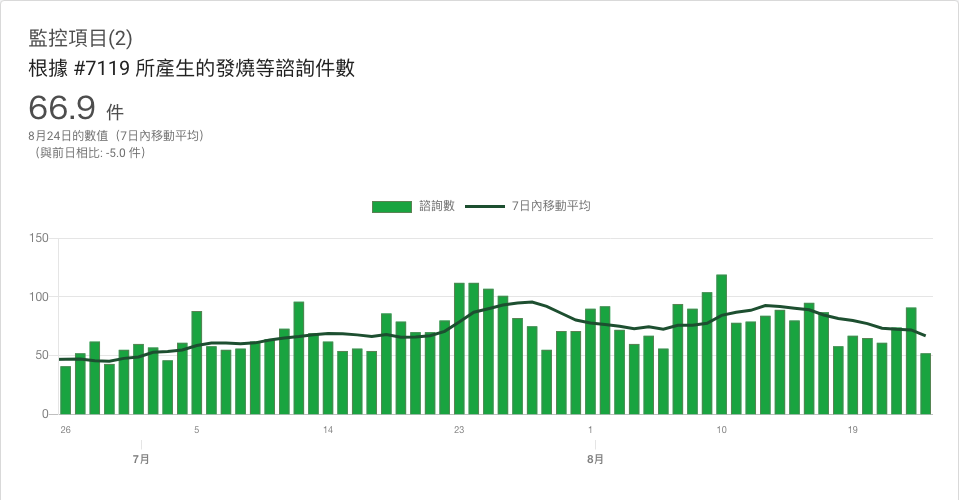 監控項目(2)
根據 #7119 所產生的發燒等諮詢件數
66.9 件
8月24日的數值（7日內移動平均）
（與前日相比: -5.0 件）
諮詢數 7日內移動平均
150
100
50
0
26 5 14 23 1 10 19
7月 8月